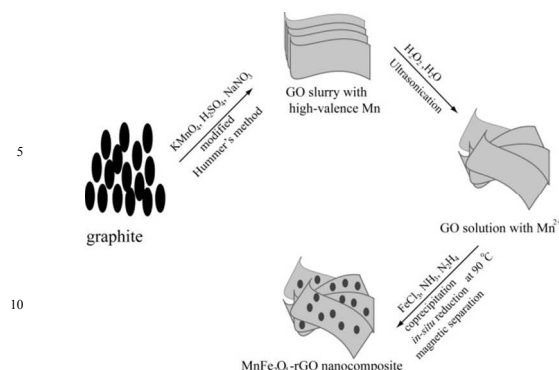 KMnO₄, H₂SO₄, NaNO₃
modified
Hummer's method
GO slurry with
high-valence Mn
H₂O₂, H₂O
Ultrasonication
5
graphite
GO solution with Mn²⁺
FeCl₃, NH₃, N₂H₄
coprecipitation
in-situ reduction at 90 °C
magnetic separation
10
MnFe₂O₄-rGO nanocomposite